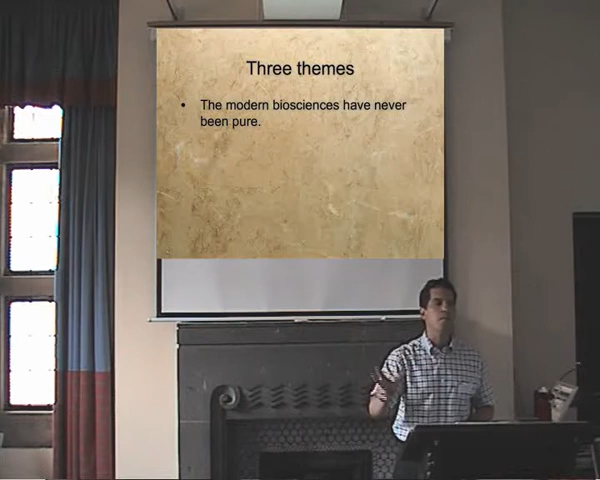 Three themes
• The modern biosciences have never
been pure.